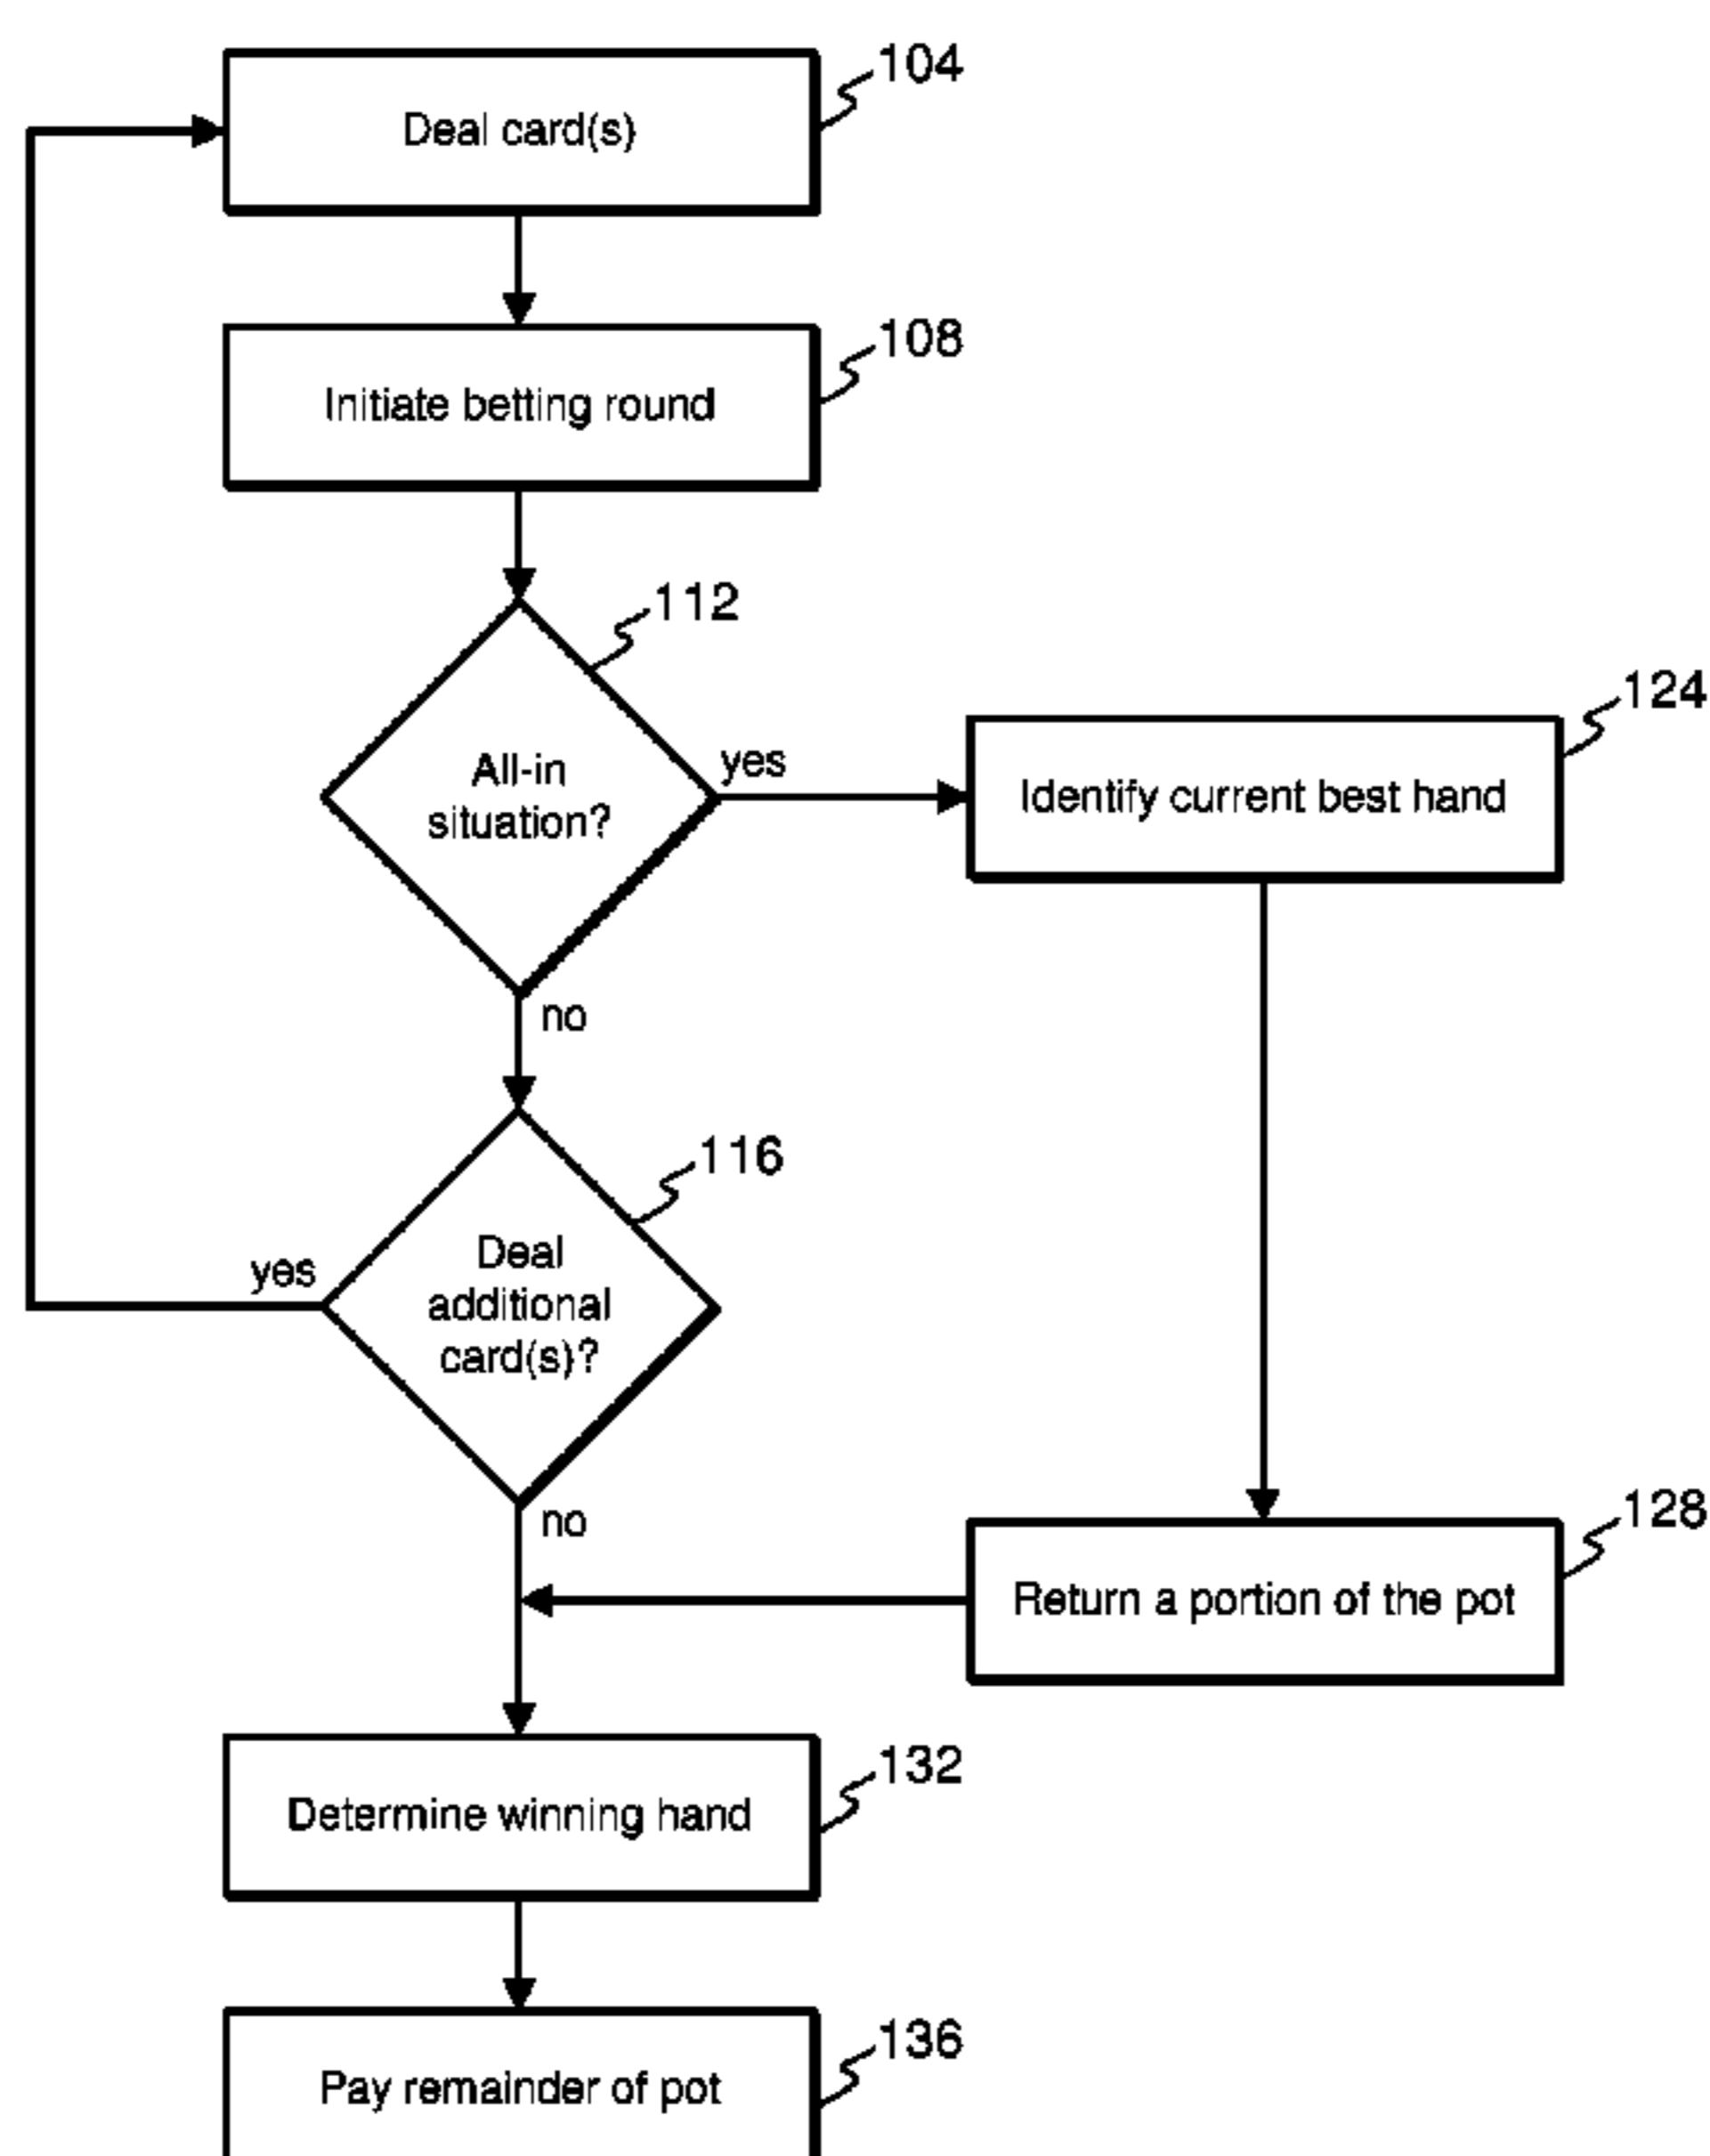 104
Deal card(s)
108
Initiate betting round
112
All-in
situation?
yes
124
Identify current best hand
no
116
Deal
additional
card(s)?
yes
no
128
Return a portion of the pot
132
Determine winning hand
136
Pay remainder of pot